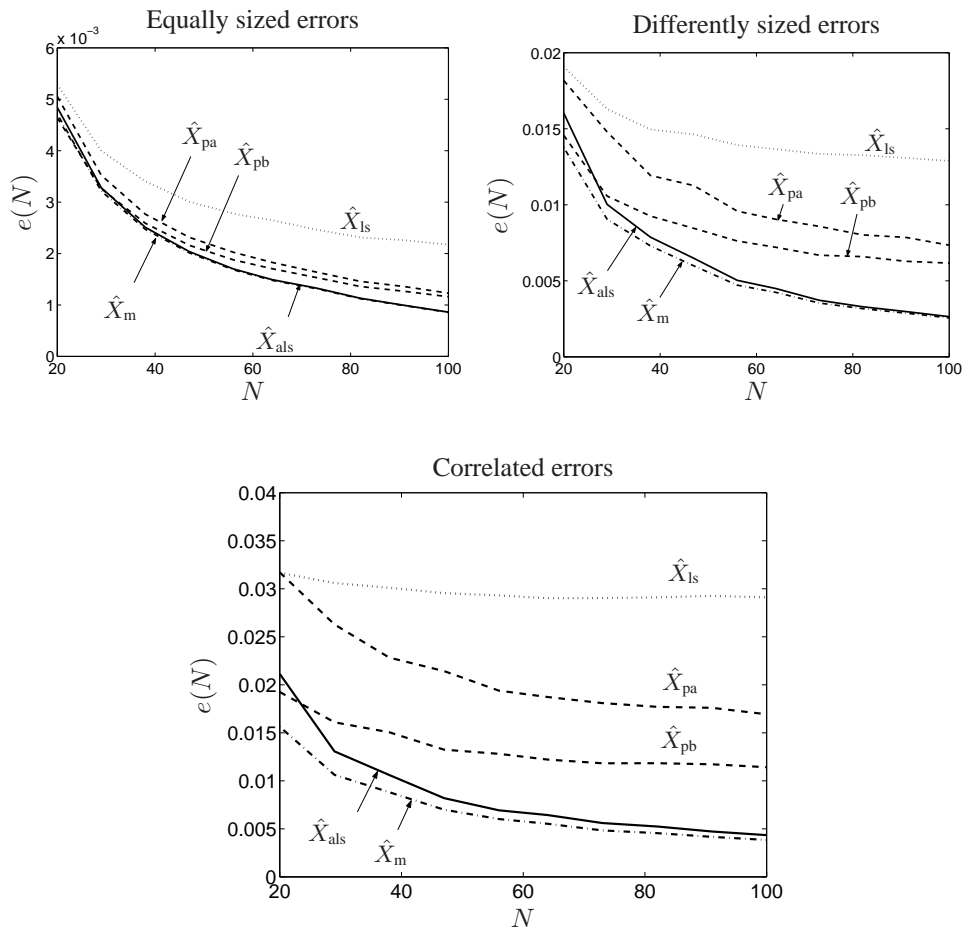 Equally sized errors
× 10⁻³
6
5
4
3
2
1
0
20
40
60
80
100
e(N)
N
X̂pa
X̂pb
X̂ls
X̂m
X̂als
Differently sized errors
0.02
0.015
0.01
0.005
0
20
40
60
80
100
e(N)
N
X̂ls
X̂pa
X̂pb
X̂als
X̂m
Correlated errors
0.04
0.035
0.03
0.025
0.02
0.015
0.01
0.005
0
20
40
60
80
100
e(N)
N
X̂ls
X̂pa
X̂pb
X̂als
X̂m